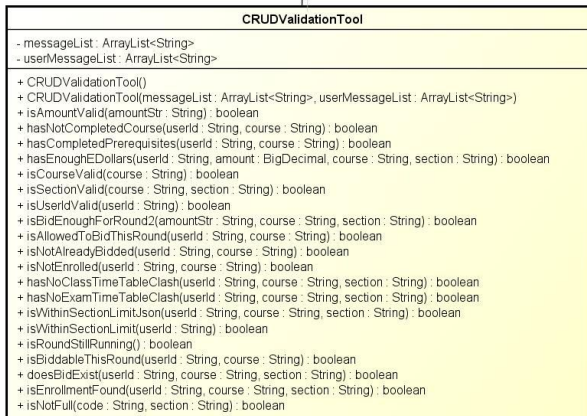 CRUDValidationTool
- messageList : ArrayList<String>
- userMessageList : ArrayList<String>
+ CRUDValidationTool()
+ CRUDValidationTool(messageList : ArrayList<String>, userMessageList : ArrayList<String>)
+ isAmountValid(amountStr : String) : boolean
+ hasNotCompletedCourse(userId : String, course : String) : boolean
+ hasCompletedPrerequisites(userId : String, course : String) : boolean
+ hasEnoughEDollars(userId : String, amount : BigDecimal, course : String, section : String) : boolean
+ isCourseValid(course : String) : boolean
+ isSectionValid(course : String, section : String) : boolean
+ isUserIdValid(userId : String) : boolean
+ isBidEnoughForRound2(amountStr : String, course : String, section : String) : boolean
+ isAllowedToBidThisRound(userId : String, course : String) : boolean
+ isNotAlreadyBidded(userId : String, course : String) : boolean
+ isNotEnrolled(userId : String, course : String) : boolean
+ hasNoClassTimeTableClash(userId : String, course : String, section : String) : boolean
+ hasNoExamTimeTableClash(userId : String, course : String, section : String) : boolean
+ isWithinSectionLimitJson(userId : String, course : String, section : String) : boolean
+ isWithinSectionLimit(userId : String) : boolean
+ isRoundStillRunning() : boolean
+ isBiddableThisRound(userId : String, course : String) : boolean
+ doesBidExist(userId : String, course : String, section : String) : boolean
+ isEnrollmentFound(userId : String, course : String, section : String) : boolean
+ isNotFull(code : String, section : String) : boolean